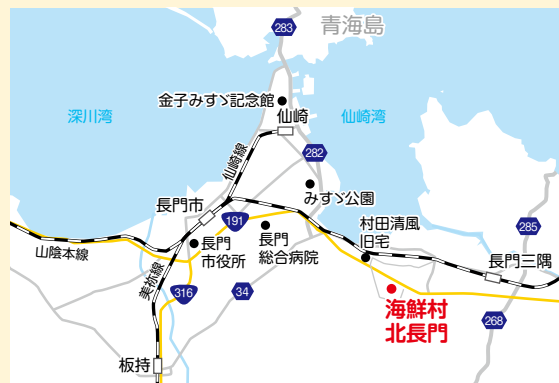 283
青海島
金子みすゞ記念館
深川湾
仙崎
仙崎湾
仙崎線
282
みすゞ公園
長門市
191
村田清風
旧宅
285
山陰本線
長門
市役所
長門
総合病院
長門三隅
美祢線
316
34
海鮮村
北長門
268
板持